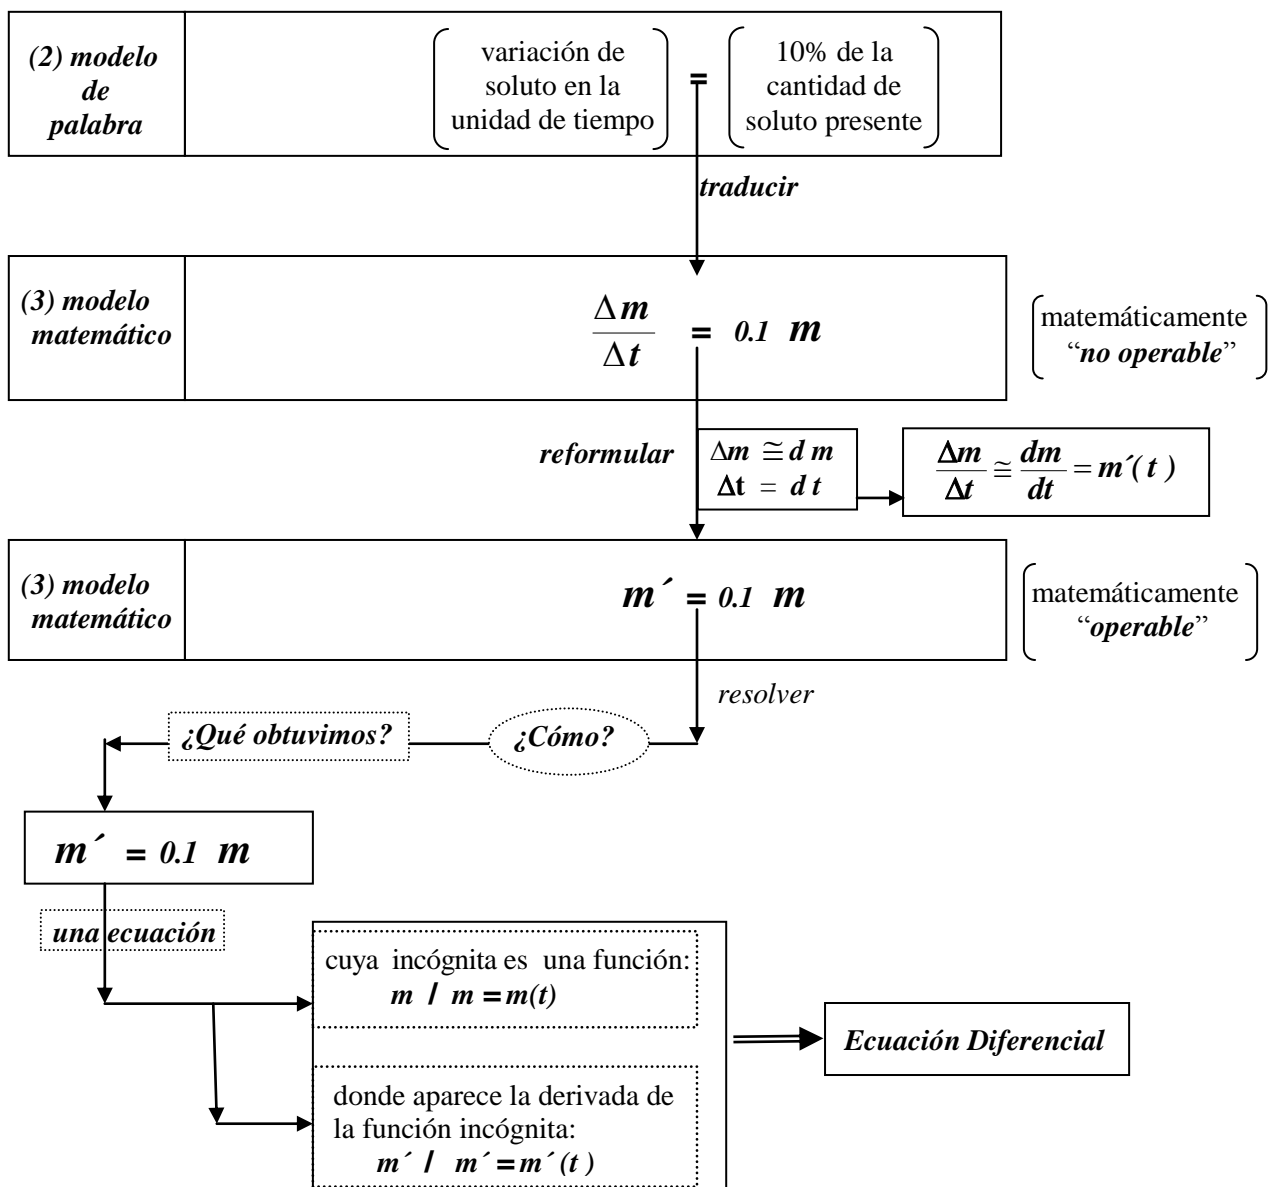 (2) modelo
de
palabra
variación de
soluto en la
unidad de tiempo
=
10% de la
cantidad de
soluto presente
traducir
(3) modelo
matemático
Δm / Δt = 0.1 m
matemáticamente
“no operable”
reformular
Δm ≅ d m
Δt = d t
Δm / Δt ≅ dm / dt = m´( t )
(3) modelo
matemático
m´ = 0.1 m
matemáticamente
“operable”
resolver
¿Qué obtuvimos?
¿Cómo?
m´ = 0.1 m
una ecuación
cuya incógnita es una función:
m / m = m(t)
Ecuación Diferencial
donde aparece la derivada de
la función incógnita:
m´ / m´ = m´ (t )